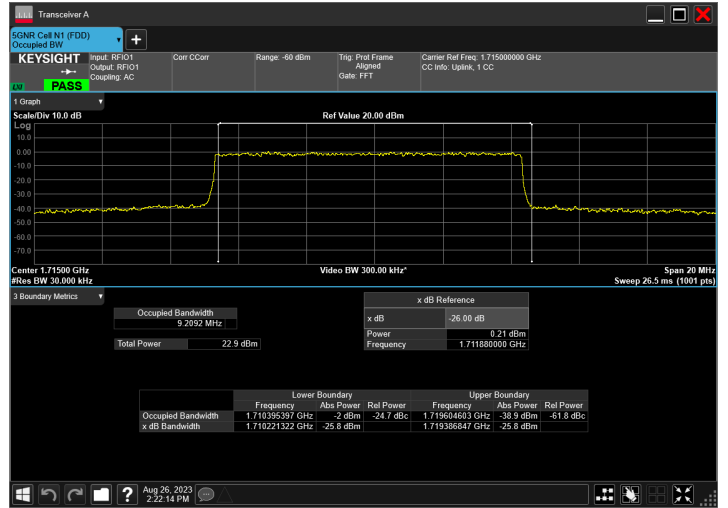 Transceiver A
5GNR Cell N1 (FDD)
Occupied BW
KEYSIGHT
Input: RFIO1
Output: RFIO1
Coupling: AC
Corr CCorr
Range: -60 dBm
Trig: Prot Frame
Aligned
Gate: FFT
Carrier Ref Freq: 1.715000000 GHz
CC Info: Uplink, 1 CC
LXI
PASS
1 Graph
Scale/Div 10.0 dB
Ref Value 20.00 dBm
Log
10.0
0.00
-10.0
-20.0
-30.0
-40.0
-50.0
-60.0
-70.0
Center 1.71500 GHz
Video BW 300.00 kHz*
Span 20 MHz
#Res BW 30.000 kHz
Sweep 26.5 ms (1001 pts)
3 Boundary Metrics
Occupied Bandwidth
9.2092 MHz
Total Power 22.9 dBm
x dB Reference
x dB -26.00 dB
Power 0.21 dBm
Frequency 1.711880000 GHz
Lower Boundary Upper Boundary
Frequency Abs Power Rel Power Frequency Abs Power Rel Power
Occupied Bandwidth 1.710395397 GHz -2 dBm -24.7 dBc 1.719604603 GHz -38.9 dBm -61.8 dBc
x dB Bandwidth 1.710221322 GHz -25.8 dBm 1.719386847 GHz -25.8 dBm
Aug 26, 2023
2:22:14 PM